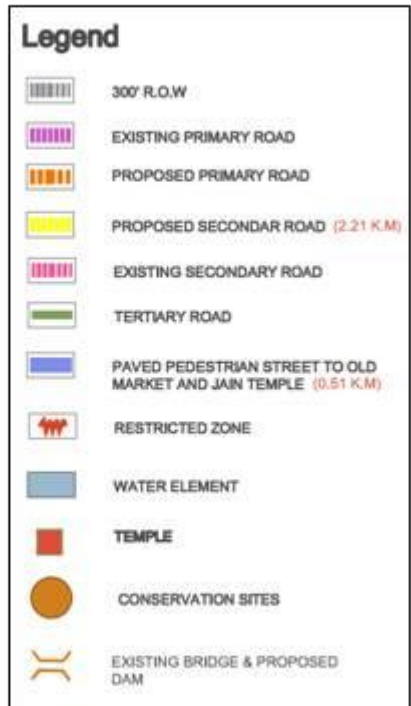 Legend
300' R.O.W
EXISTING PRIMARY ROAD
PROPOSED PRIMARY ROAD
PROPOSED SECONDAR ROAD (2.21 K.M)
EXISTING SECONDARY ROAD
TERTIARY ROAD
PAVED PEDESTRIAN STREET TO OLD
MARKET AND JAIN TEMPLE (0.51 K.M)
RESTRICTED ZONE
WATER ELEMENT
TEMPLE
CONSERVATION SITES
EXISTING BRIDGE & PROPOSED
DAM